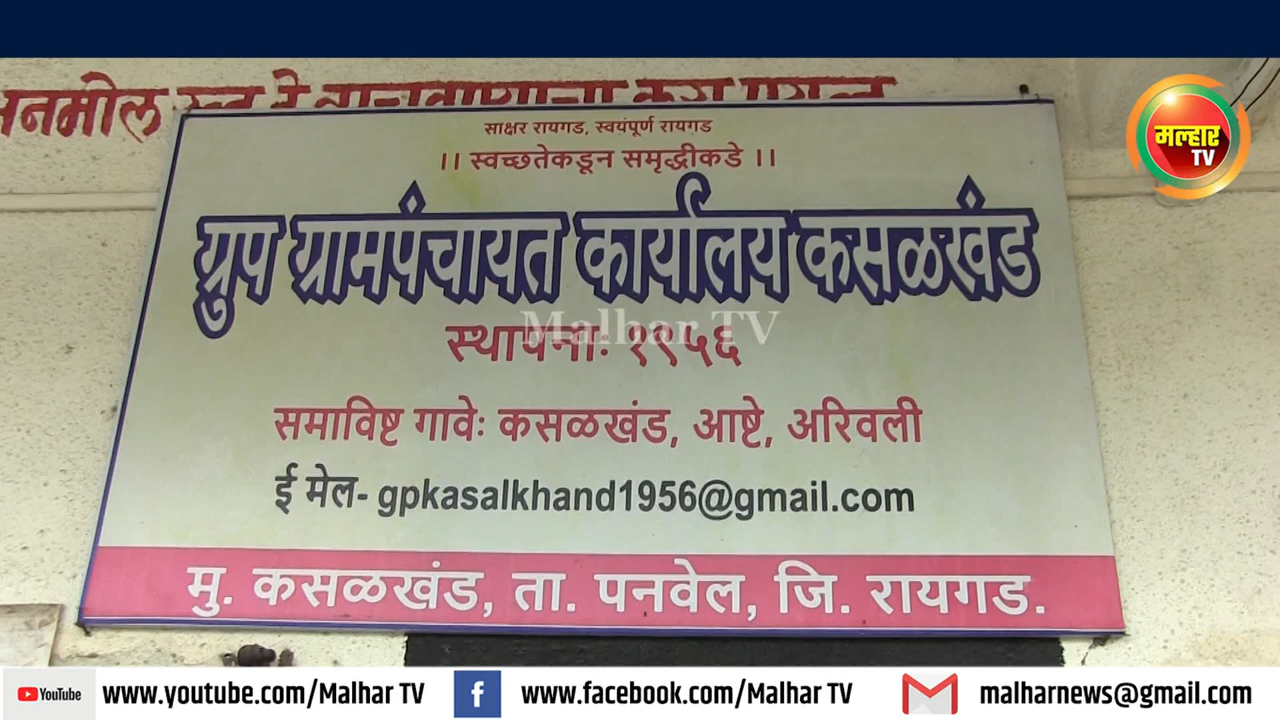 अनमोल
मल्हार
TV
साक्षर रायगड, स्वयंपूर्ण रायगड
।। स्वच्छतेकडून समृद्धीकडे ।।
ग्रुप ग्रामपंचायत कार्यालय कसळखंड
Malhar TV
स्थापनाः १९५६
समाविष्ट गावेः कसळखंड, आष्टे, अरिवली
ई मेल- gpkasalkhand1956@gmail.com
मु. कसळखंड, ता. पनवेल, जि. रायगड.
YouTube www.youtube.com/Malhar TV f www.facebook.com/Malhar TV malharnews@gmail.com